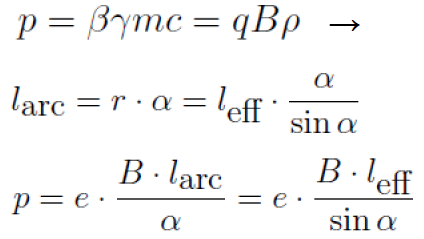 p = βγmc = qBρ →
l_arc = r · α = l_eff · α / sin α
p = e · B · l_arc / α = e · B · l_eff / sin α